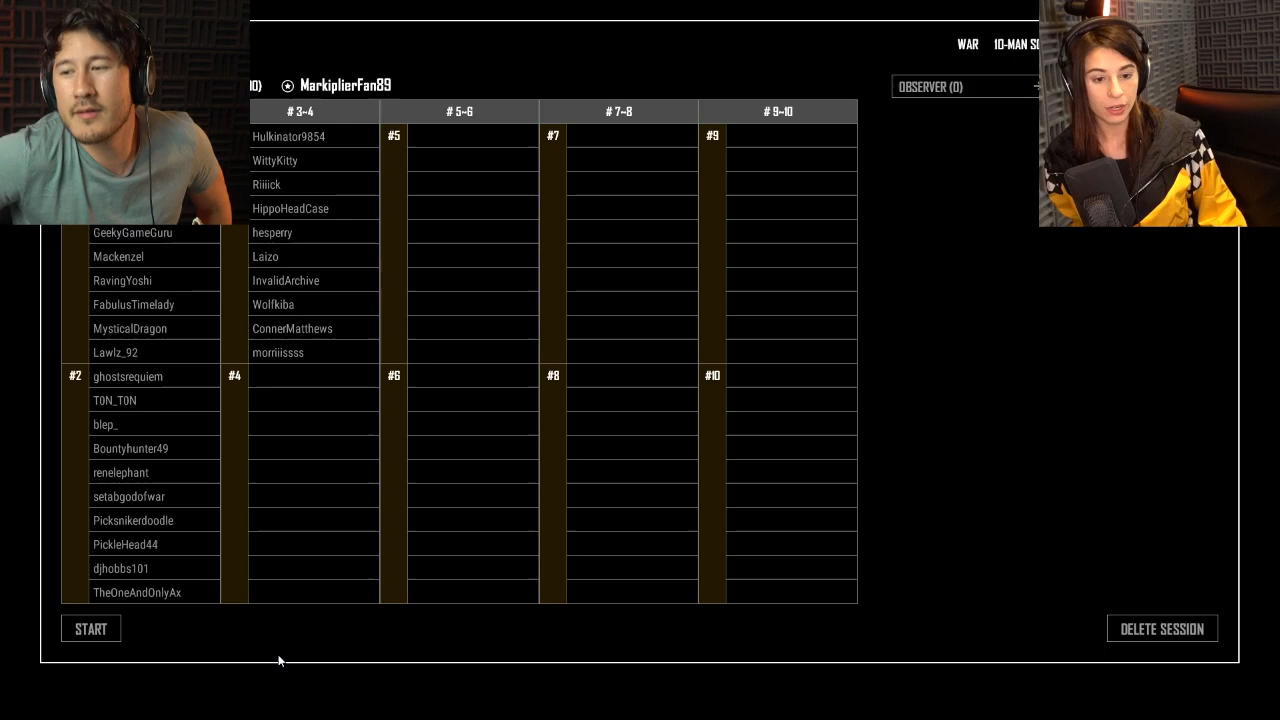 WAR 10-MAN
MarkiplierFan89
OBSERVER (0)
# 3~4 # 5~6 # 7~8 # 9~10
Hulkinator9854 #5 #7 #9
WittyKitty
Riiiick
HippoHeadCase
GeekyGameGuru hesperry
Mackenzel Laizo
RavingYoshi InvalidArchive
FabulusTimelady Wolfkiba
MysticalDragon ConnerMatthews
Lawlz_92 morriiissss
#2 ghostsrequiem #4 #6 #8 #10
T0N_T0N
blep_
Bountyhunter49
renelephant
setabgodofwar
Picksnikerdoodle
PickleHead44
djhobbs101
TheOneAndOnlyAx
START DELETE SESSION